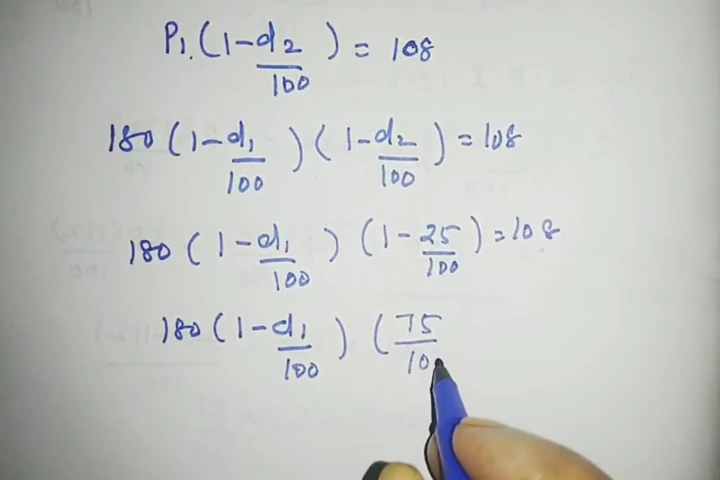 P₁.(1-d₂/100) = 108
180(1-d₁/100)(1-d₂/100)=108
180(1-d₁/100)(1-25/100)=108
180(1-d₁/100)(75/10